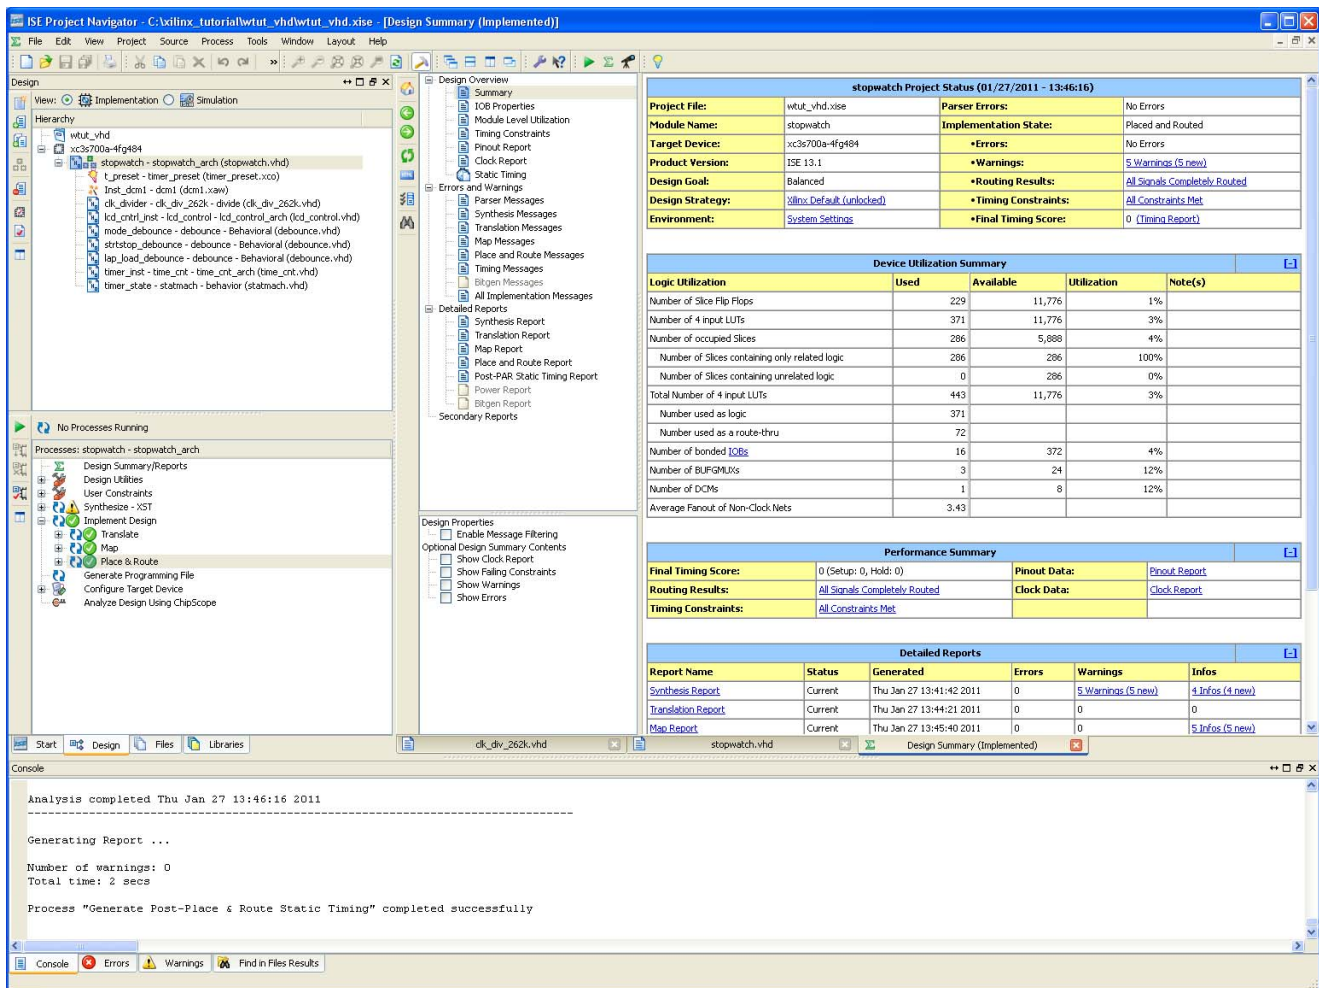 ISE Project Navigator - C:\xilinx_tutorial\wtut_vhd\wtut_vhd.xise - [Design Summary (Implemented)]
File Edit View Project Source Process Tools Window Layout Help
Design
View: Implementation Simulation
Hierarchy
wtut_vhd
xc3s700a-4fg484
stopwatch - stopwatch_arch (stopwatch.vhd)
t_preset - timer_preset (timer_preset.xco)
Inst_dcm1 - dcm1 (dcm1.xaw)
clk_divider - clk_div_262k - divide (clk_div_262k.vhd)
lcd_cntrl_inst - lcd_control - lcd_control_arch (lcd_control.vhd)
mode_debounce - debounce - Behavioral (debounce.vhd)
strtstop_debounce - debounce - Behavioral (debounce.vhd)
lap_load_debounce - debounce - Behavioral (debounce.vhd)
timer_inst - time_cnt - time_cnt_arch (time_cnt.vhd)
timer_state - statmach - behavior (statmach.vhd)
No Processes Running
Processes: stopwatch - stopwatch_arch
Design Summary/Reports
Design Utilities
User Constraints
Synthesize - XST
Implement Design
Translate
Map
Place & Route
Generate Programming File
Configure Target Device
Analyze Design Using ChipScope
Start Design Files Libraries
Design Overview
Summary
IOB Properties
Module Level Utilization
Timing Constraints
Pinout Report
Clock Report
Static Timing
Errors and Warnings
Parser Messages
Synthesis Messages
Translation Messages
Map Messages
Place and Route Messages
Timing Messages
Bitgen Messages
All Implementation Messages
Detailed Reports
Synthesis Report
Translation Report
Map Report
Place and Route Report
Post-PAR Static Timing Report
Power Report
Bitgen Report
Secondary Reports
Design Properties
Enable Message Filtering
Optional Design Summary Contents
Show Clock Report
Show Failing Constraints
Show Warnings
Show Errors
stopwatch Project Status (01/27/2011 - 13:46:16)
Project File: wtut_vhd.xise Parser Errors: No Errors
Module Name: stopwatch Implementation State: Placed and Routed
Target Device: xc3s700a-4fg484 •Errors: No Errors
Product Version: ISE 13.1 •Warnings: 5 Warnings (5 new)
Design Goal: Balanced •Routing Results: All Signals Completely Routed
Design Strategy: Xilinx Default (unlocked) •Timing Constraints: All Constraints Met
Environment: System Settings •Final Timing Score: 0 (Timing Report)
Device Utilization Summary [-]
Logic Utilization Used Available Utilization Note(s)
Number of Slice Flip Flops 229 11,776 1%
Number of 4 input LUTs 371 11,776 3%
Number of occupied Slices 286 5,888 4%
Number of Slices containing only related logic 286 286 100%
Number of Slices containing unrelated logic 0 286 0%
Total Number of 4 input LUTs 443 11,776 3%
Number used as logic 371
Number used as a route-thru 72
Number of bonded IOBs 16 372 4%
Number of BUFGMUXs 3 24 12%
Number of DCMs 1 8 12%
Average Fanout of Non-Clock Nets 3.43
Performance Summary [-]
Final Timing Score: 0 (Setup: 0, Hold: 0) Pinout Data: Pinout Report
Routing Results: All Signals Completely Routed Clock Data: Clock Report
Timing Constraints: All Constraints Met
Detailed Reports [-]
Report Name Status Generated Errors Warnings Infos
Synthesis Report Current Thu Jan 27 13:41:42 2011 0 5 Warnings (5 new) 4 Infos (4 new)
Translation Report Current Thu Jan 27 13:44:21 2011 0 0 0
Map Report Current Thu Jan 27 13:45:40 2011 0 0 5 Infos (5 new)
clk_div_262k.vhd stopwatch.vhd Design Summary (Implemented)
Console
Analysis completed Thu Jan 27 13:46:16 2011
--------------------------------------------------------------------------------
Generating Report ...
Number of warnings: 0
Total time: 2 secs
Process "Generate Post-Place & Route Static Timing" completed successfully
Console Errors Warnings Find in Files Results